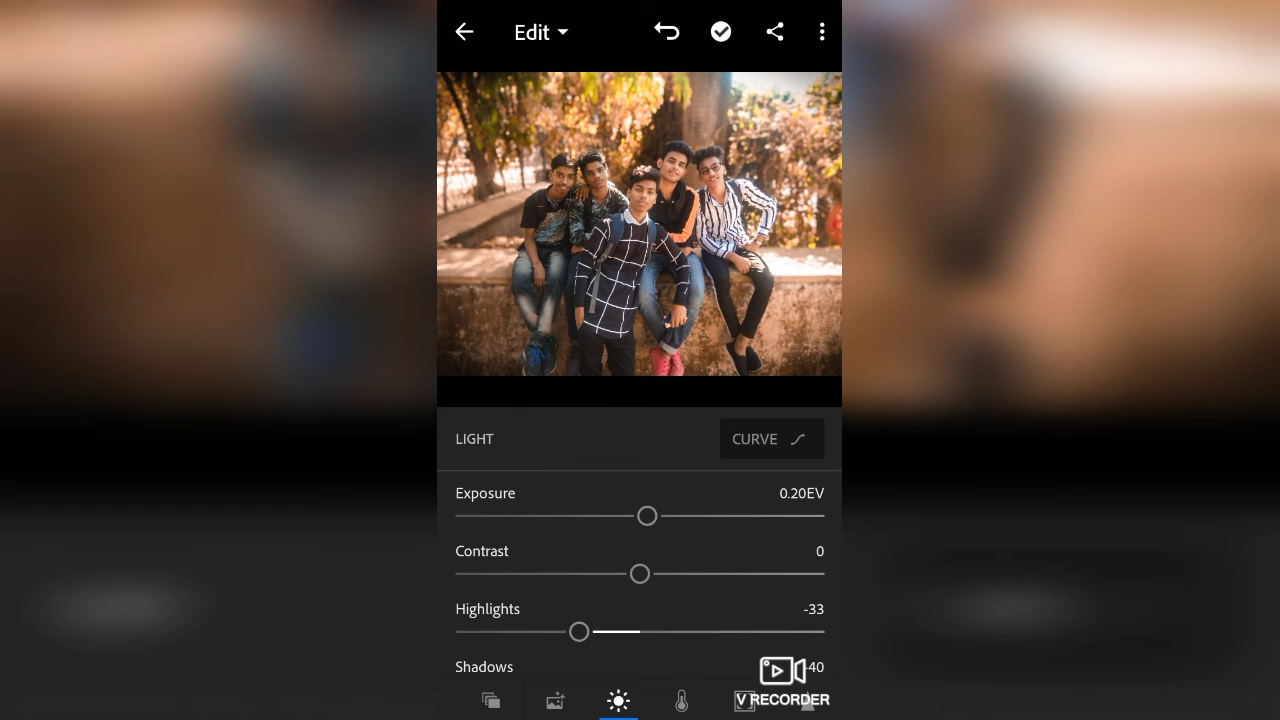 Edit
LIGHT
CURVE
Exposure 0.20EV
Contrast 0
Highlights -33
Shadows 40
V RECORDER